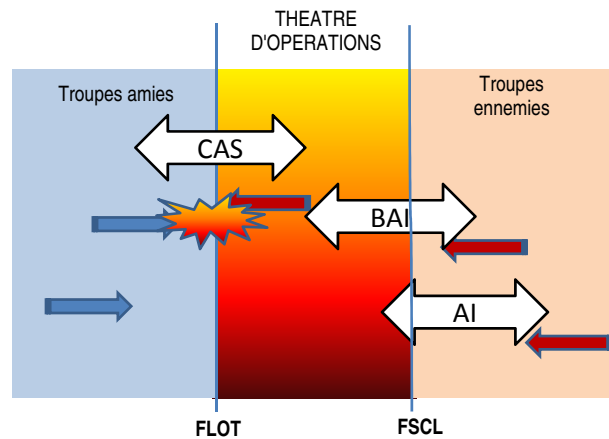 THEATRE
D'OPERATIONS
Troupes amies
Troupes
ennemies
CAS
BAI
AI
FLOT
FSCL